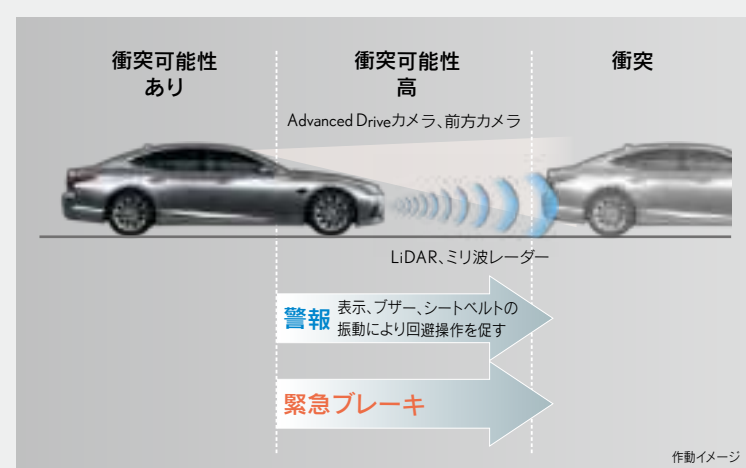 衝突可能性
あり
衝突可能性
高
衝突
Advanced Driveカメラ、前方カメラ
LiDAR、ミリ波レーダー
警報
表示、ブザー、シートベルトの
振動により回避操作を促す
緊急ブレーキ
作動イメージ